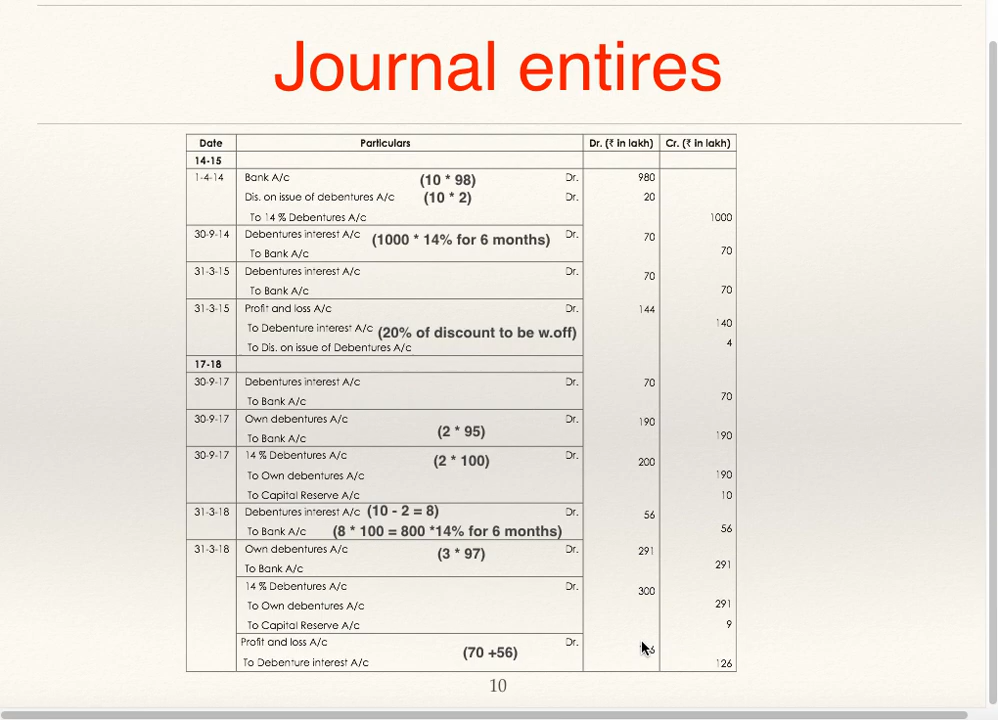 Journal entires
Date Particulars Dr. (₹ in lakh) Cr. (₹ in lakh)
14-15
1-4-14 Bank A/c (10 * 98) Dr. 980
Dis. on issue of debentures A/c (10 * 2) Dr. 20
To 14 % Debentures A/c 1000
30-9-14 Debentures interest A/c (1000 * 14% for 6 months) Dr. 70
To Bank A/c 70
31-3-15 Debentures interest A/c Dr. 70
To Bank A/c 70
31-3-15 Profit and loss A/c Dr. 144
To Debenture interest A/c (20% of discount to be w.off) 140
To Dis. on issue of Debentures A/c 4
17-18
30-9-17 Debentures interest A/c Dr. 70
To Bank A/c 70
30-9-17 Own debentures A/c Dr. 190
To Bank A/c (2 * 95) 190
30-9-17 14 % Debentures A/c (2 * 100) Dr. 200
To Own debentures A/c 190
To Capital Reserve A/c 10
31-3-18 Debentures interest A/c (10 - 2 = 8) Dr. 56
To Bank A/c (8 * 100 = 800 *14% for 6 months) 56
31-3-18 Own debentures A/c (3 * 97) Dr. 291
To Bank A/c 291
14 % Debentures A/c Dr. 300
To Own debentures A/c 291
To Capital Reserve A/c 9
Profit and loss A/c (70 +56) Dr.
To Debenture interest A/c 126
10